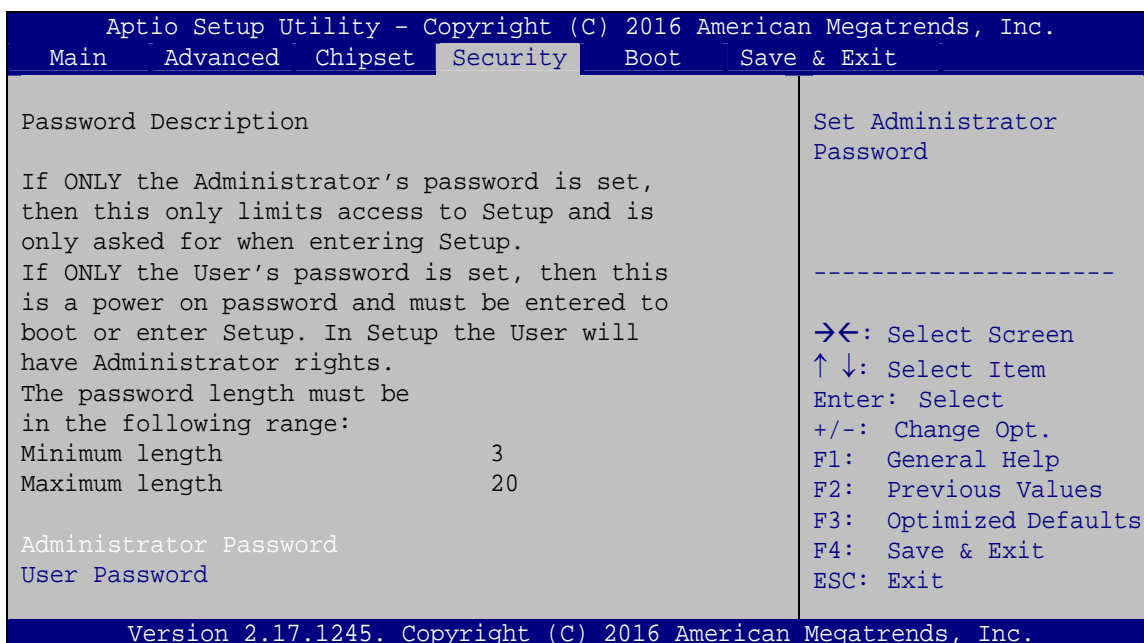 Aptio Setup Utility – Copyright (C) 2016 American Megatrends, Inc.
Main Advanced Chipset Security Boot Save & Exit
Password Description
If ONLY the Administrator's password is set,
then this only limits access to Setup and is
only asked for when entering Setup.
If ONLY the User's password is set, then this
is a power on password and must be entered to
boot or enter Setup. In Setup the User will
have Administrator rights.
The password length must be
in the following range:
Minimum length 3
Maximum length 20
Administrator Password
User Password
Set Administrator
Password
---------------------
→←: Select Screen
↑ ↓: Select Item
Enter: Select
+/-: Change Opt.
F1: General Help
F2: Previous Values
F3: Optimized Defaults
F4: Save & Exit
ESC: Exit
Version 2.17.1245. Copyright (C) 2016 American Megatrends, Inc.